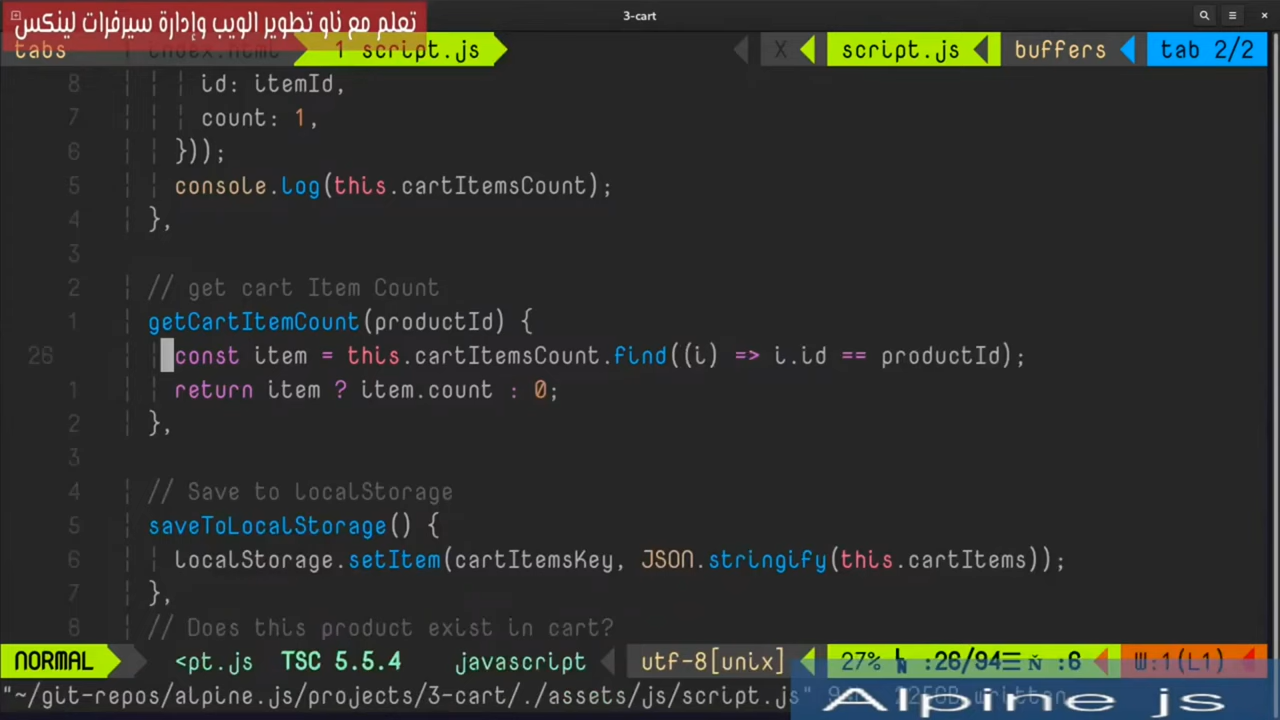 3-cart
تعلم مع ناو تطوير الويب وإدارة سيرفرات لينكس
tabs index.html 1 script.js X script.js buffers tab 2/2
8 id: itemId,
7 count: 1,
6 }));
5 console.log(this.cartItemsCount);
4 },
3
2 // get cart Item Count
1 getCartItemCount(productId) {
26 const item = this.cartItemsCount.find((i) => i.id == productId);
1 return item ? item.count : 0;
2 },
3
4 // Save to LocalStorage
5 saveToLocalStorage() {
6 LocalStorage.setItem(cartItemsKey, JSON.stringify(this.cartItems));
7 },
8 // Does this product exist in cart?
NORMAL <pt.js TSC 5.5.4 javascript utf-8[unix] 27% :26/94 :6 W:1(L1)
"~/git-repos/alpine.js/projects/3-cart/./assets/js/script.js" written
Alpine js